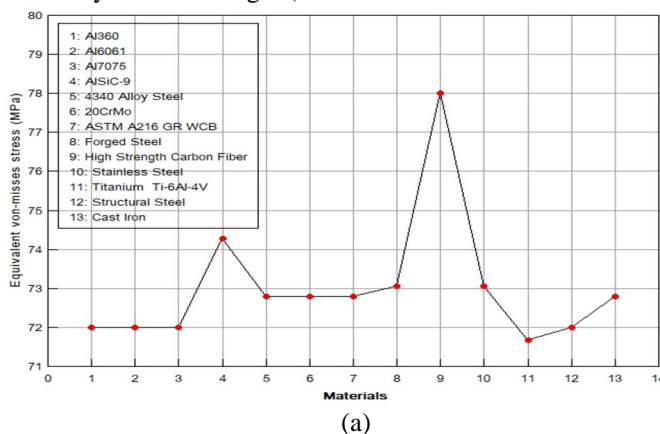 80
79
78
77
76
75
74
73
72
71
Equivalent von-misses stress (MPa)
1: Al360
2: Al6061
3: Al7075
4: AlSiC-9
5: 4340 Alloy Steel
6: 20CrMo
7: ASTM A216 GR WCB
8: Forged Steel
9: High Strength Carbon Fiber
10: Stainless Steel
11: Titanium Ti-6Al-4V
12: Structural Steel
13: Cast Iron
0 1 2 3 4 5 6 7 8 9 10 11 12 13 14
Materials
(a)